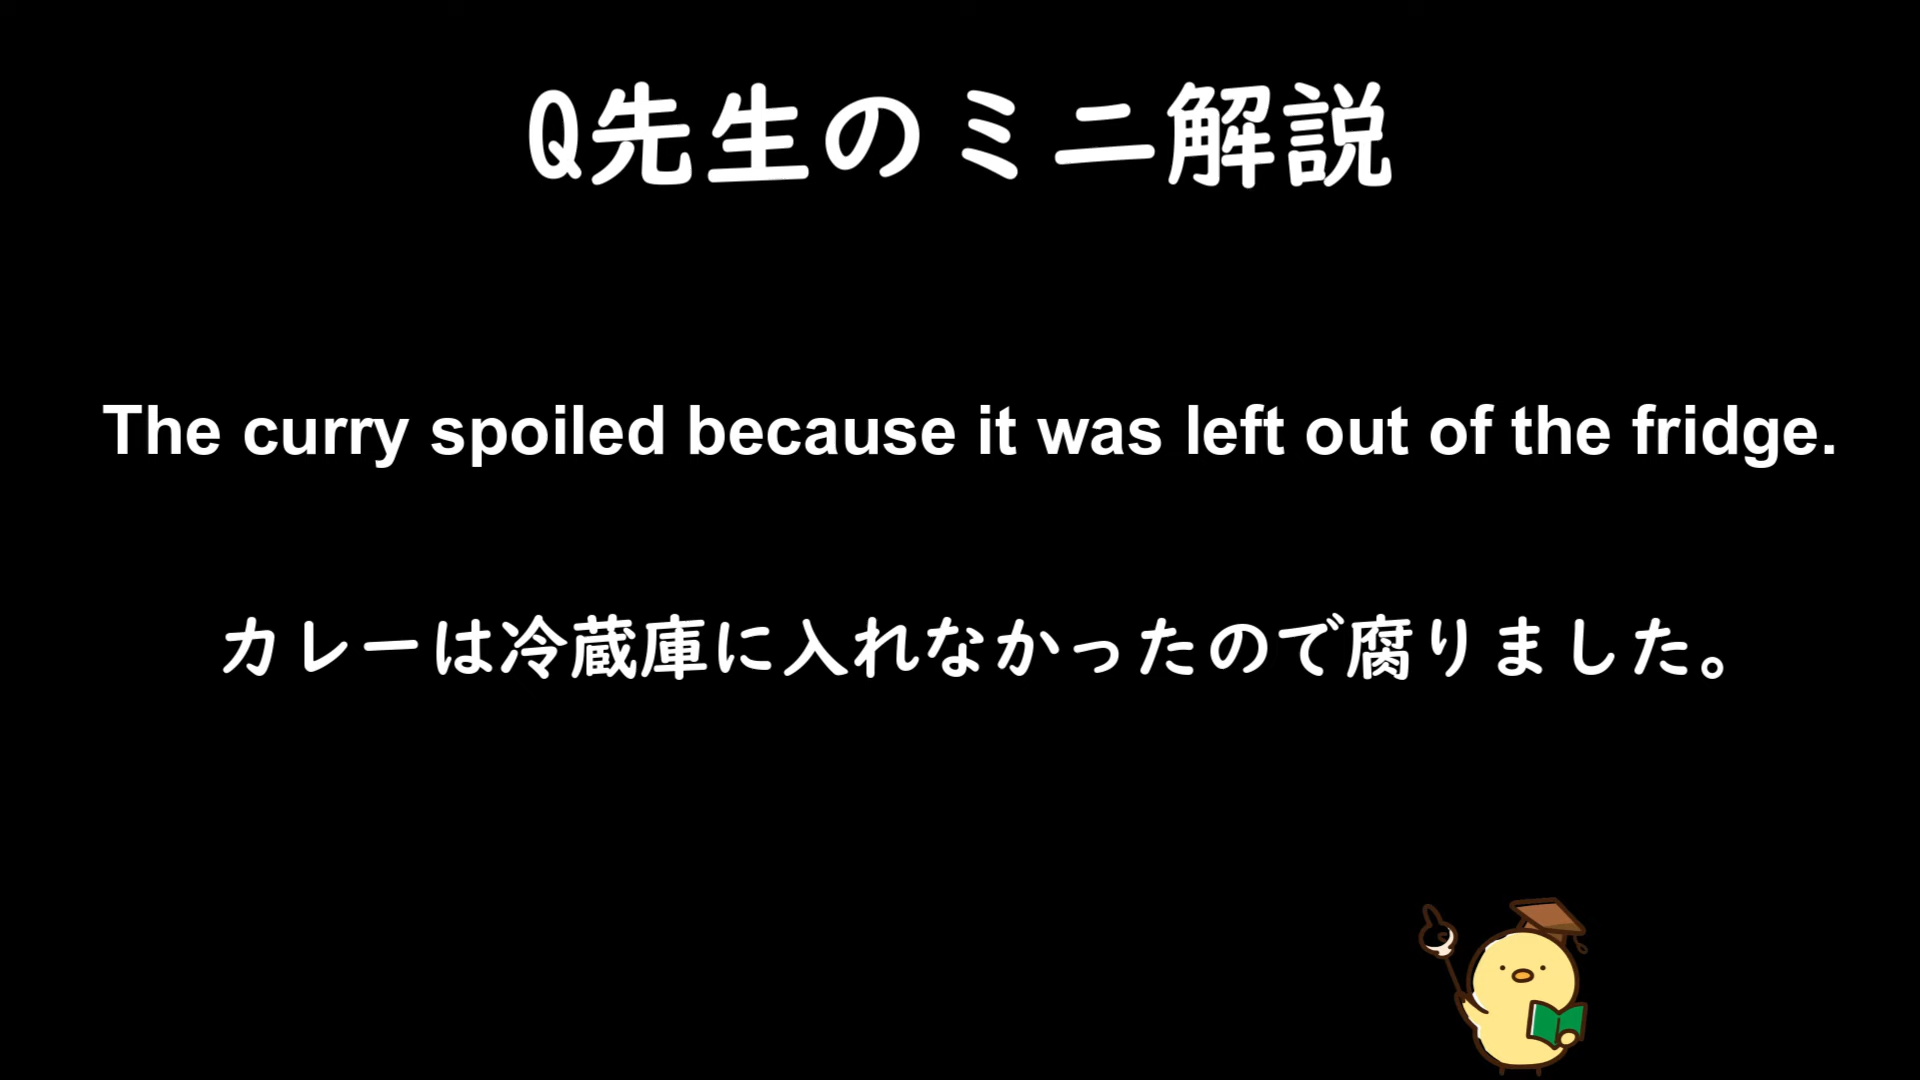 Q先生のミニ解説
The curry spoiled because it was left out of the fridge.
カレーは冷蔵庫に入れなかったので腐りました。